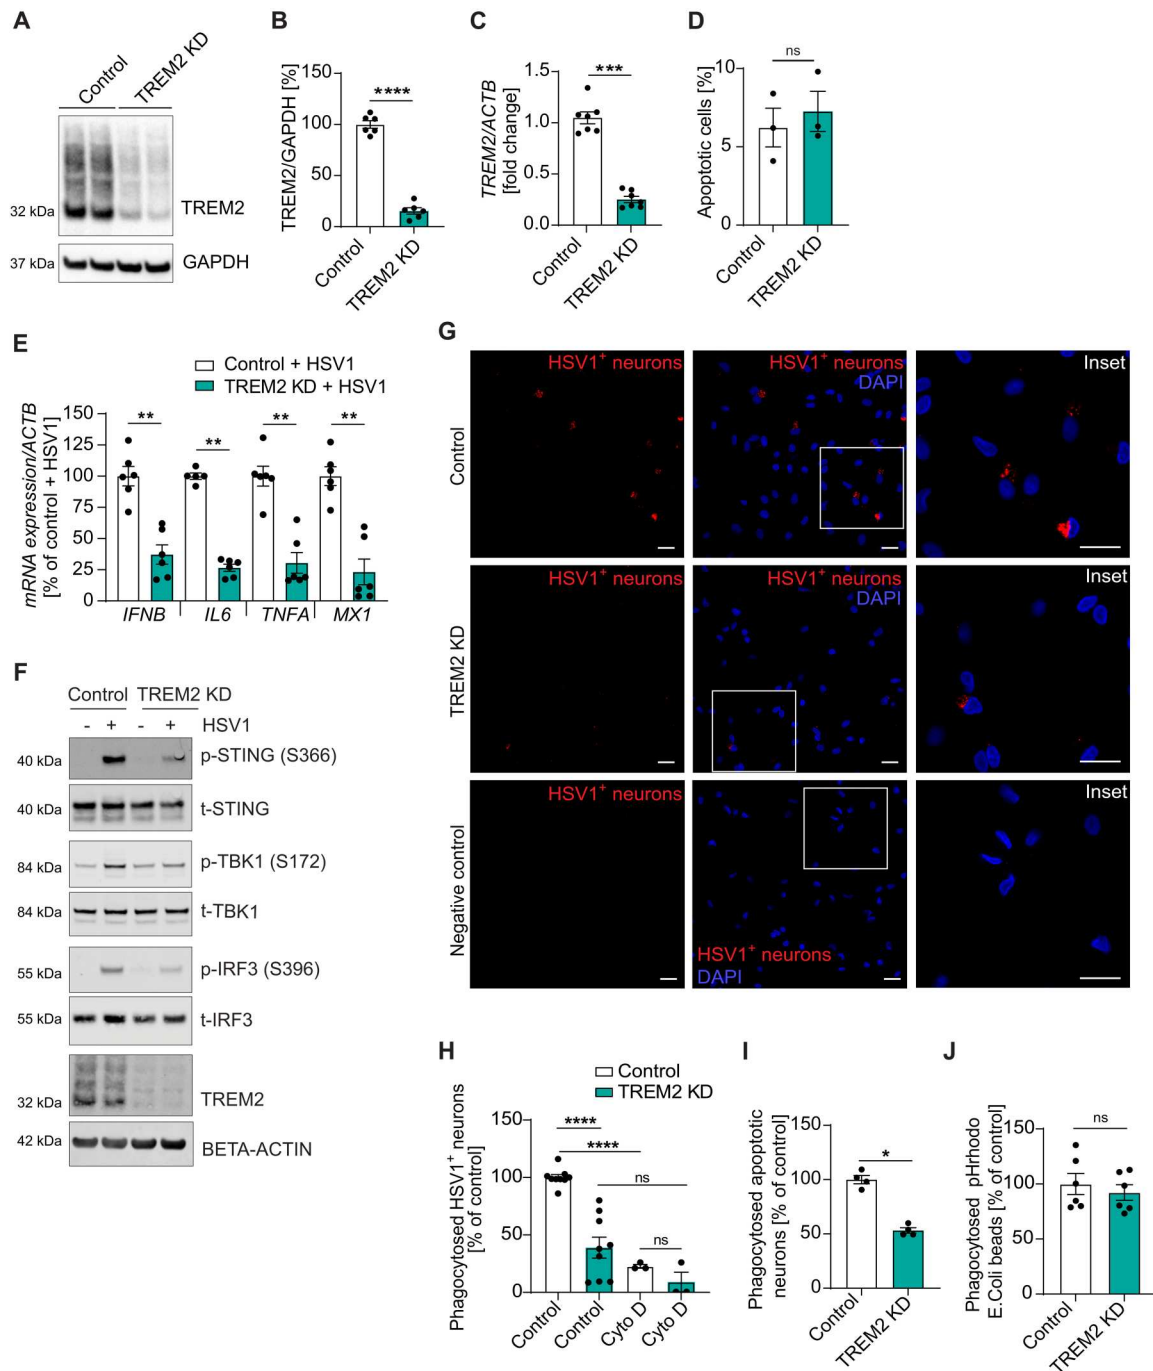 A
Control
TREM2 KD
32 kDa
TREM2
37 kDa
GAPDH
B
TREM2/GAPDH [%]
150
100
50
0
****
Control
TREM2 KD
C
TREM2/ACTB
[fold change]
1.5
1.0
0.5
0.0
***
Control
TREM2 KD
D
Apoptotic cells [%]
10
5
0
ns
Control
TREM2 KD
E
Control + HSV1
TREM2 KD + HSV1
mRNA expression/ACTB
[% of control + HSV1]
150
125
100
75
50
25
0
**
**
**
**
IFNB
IL6
TNFA
MX1
F
Control
TREM2 KD
- + - + HSV1
40 kDa
p-STING (S366)
40 kDa
t-STING
84 kDa
p-TBK1 (S172)
84 kDa
t-TBK1
55 kDa
p-IRF3 (S396)
55 kDa
t-IRF3
32 kDa
TREM2
42 kDa
BETA-ACTIN
G
Control
HSV1+ neurons
HSV1+ neurons
DAPI
Inset
TREM2 KD
HSV1+ neurons
HSV1+ neurons
DAPI
Inset
Negative control
HSV1+ neurons
HSV1+ neurons
DAPI
Inset
H
Control
TREM2 KD
Phagocytosed HSV1+ neurons
[% of control]
150
100
50
0
****
****
ns
ns
Control
Control
Cyto D
Cyto D
I
Phagocytosed apoptotic
neurons [% of control]
150
100
50
0
*
Control
TREM2 KD
J
Phagocytosed pHrhodo
E.Coli beads [% of control]
150
100
50
0
ns
Control
TREM2 KD